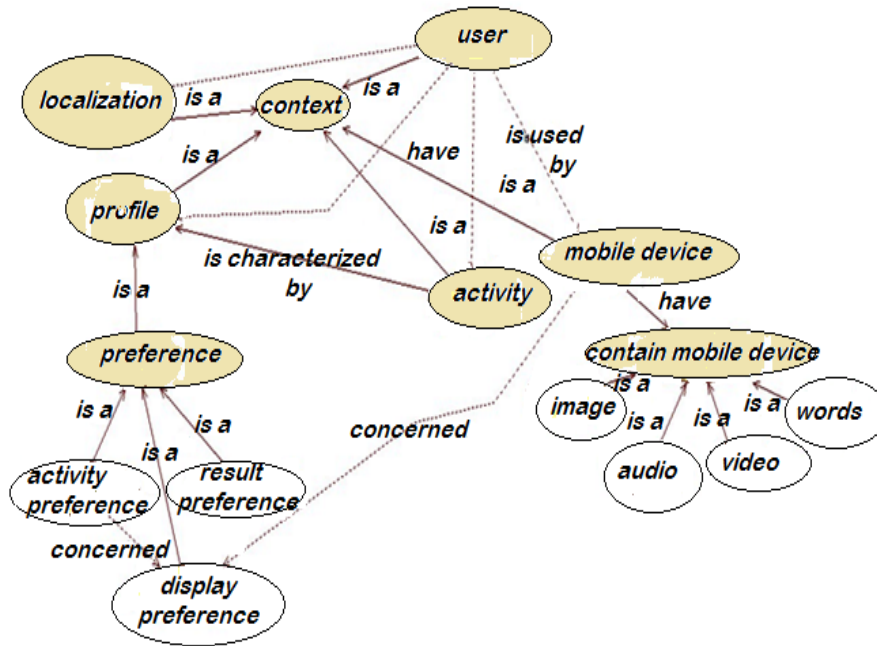 user
localization
is a
is a
context
is used
by
have
is a
is a
profile
is a
is characterized
by
mobile device
activity
is a
have
preference
contain mobile device
is a
is a
is a
image
is a
is a
is a
words
concerned
audio
video
activity
preference
result
preference
concerned
display
preference